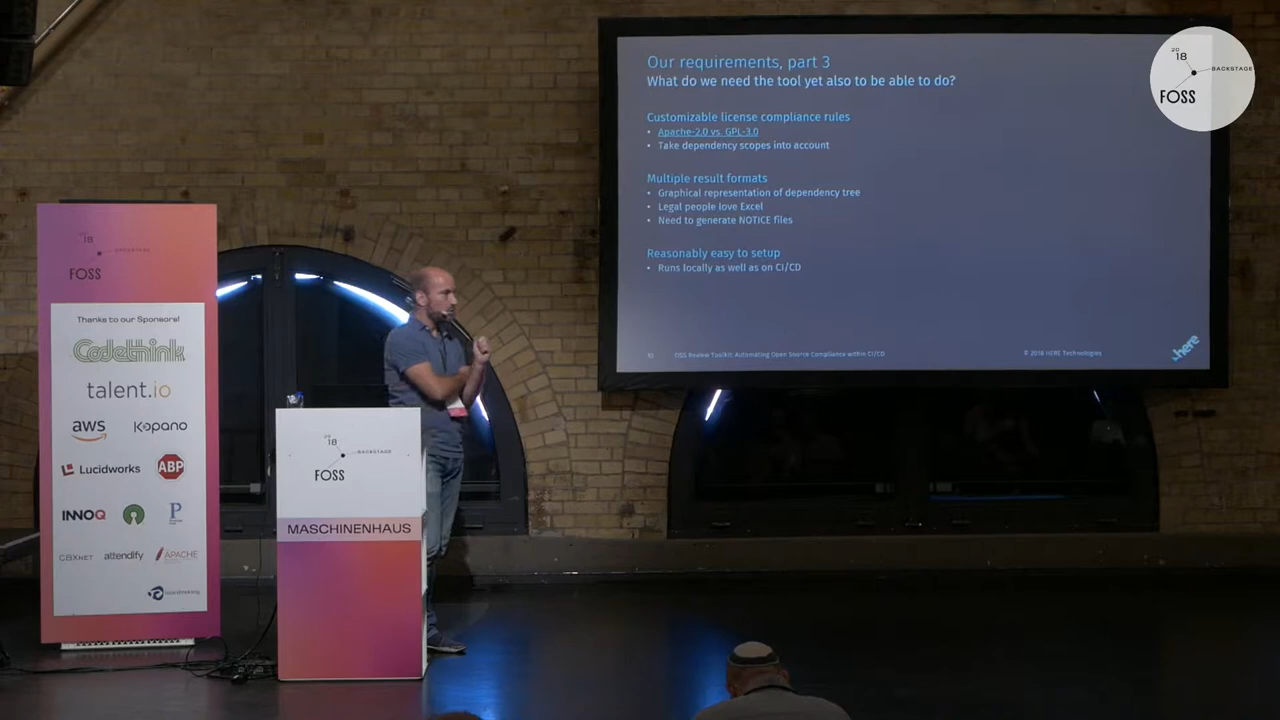 Our requirements, part 3
What do we need the tool yet also to be able to do?
Customizable license compliance rules
• Apache-2.0 vs. GPL-3.0
• Take dependency scopes into account
Multiple result formats
• Graphical representation of dependency tree
• Legal people love Excel
• Need to generate NOTICE files
Reasonably easy to setup
• Runs locally as well as on CI/CD
OSS Review Toolkit: Automating Open Source Compliance within CI/CD
© 2018 HERE Technologies
here
20
18
BACKSTAGE
FOSS
18
FOSS
Thanks to our Sponsors!
Codethink
talent.io
aws
Kopano
Lucidworks
ABP
INNOQ
attendify
APACHE
20
18
BACKSTAGE
FOSS
MASCHINENHAUS